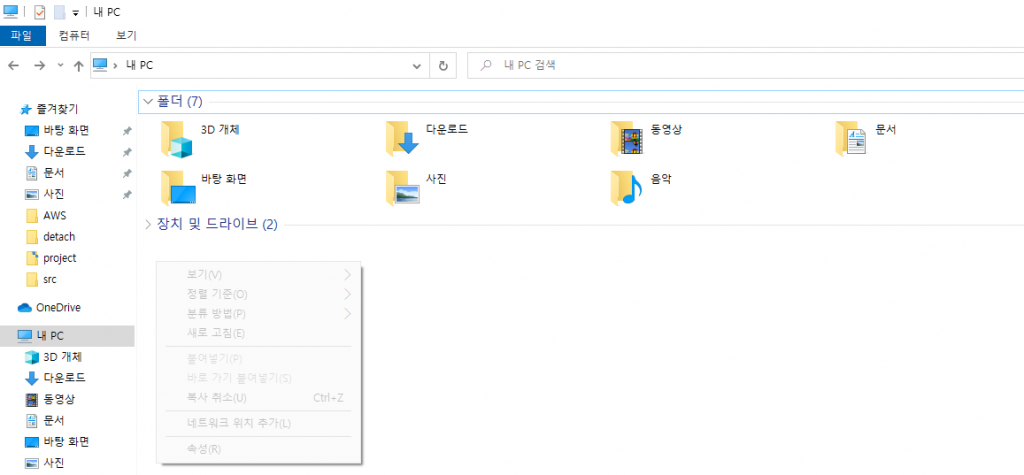 내 PC
파일 컴퓨터 보기
내 PC
내 PC 검색
즐겨찾기
바탕 화면
다운로드
문서
사진
AWS
detach
project
src
OneDrive
내 PC
3D 개체
다운로드
동영상
문서
바탕 화면
사진
폴더 (7)
3D 개체
다운로드
동영상
문서
바탕 화면
사진
음악
장치 및 드라이브 (2)
보기(V)
정렬 기준(O)
분류 방법(P)
새로 고침(E)
붙여넣기(P)
바로 가기 붙여넣기(S)
복사 취소(U) Ctrl+Z
네트워크 위치 추가(L)
속성(R)